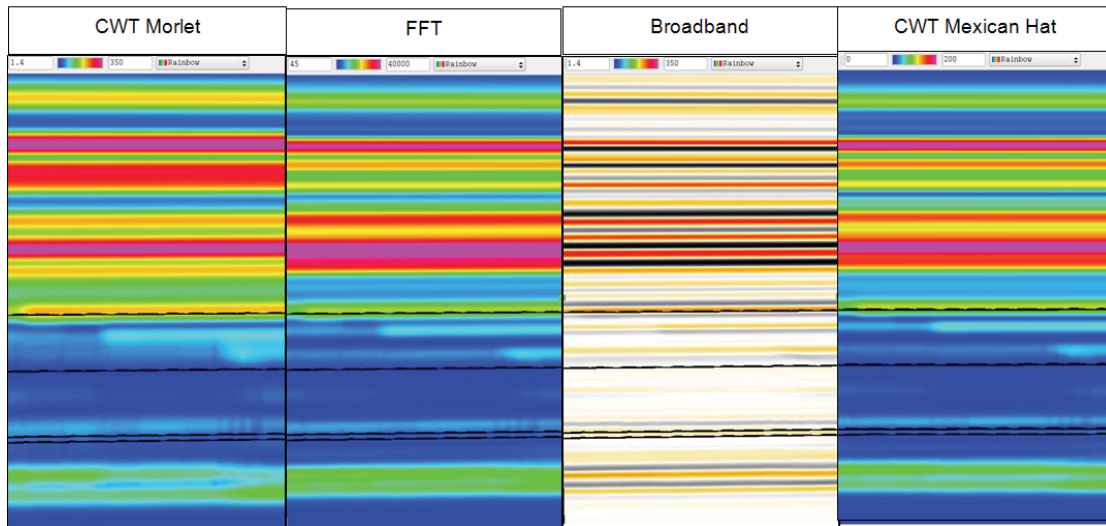 CWT Morlet
FFT
Broadband
CWT Mexican Hat
1.4 350 Rainbow
45 40000 Rainbow
1.4 350 Rainbow
0 200 Rainbow